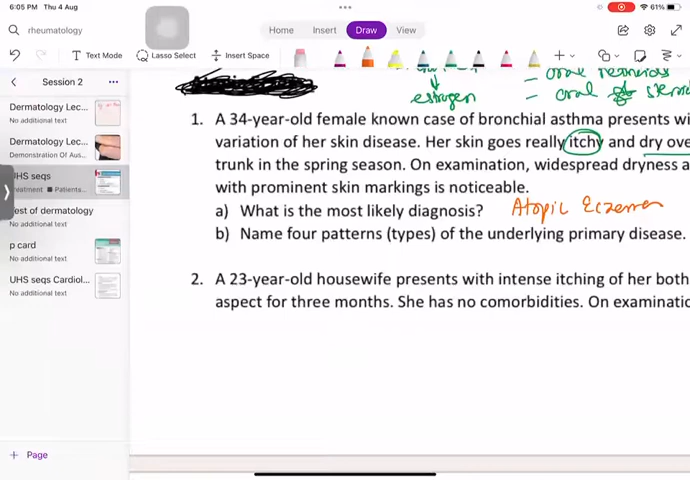 6:05 PM Thu 4 Aug
61%
rheumatology
Home Insert Draw View
Text Mode Lasso Select Insert Space
Session 2
Dermatology Lec...
No additional text
Dermatology Lec...
Demonstration Of Aus...
UHS seqs
reatment ■ Patienta...
est of dermatology
No additional text
p card
No additional text
UHS seqs Cardiol...
No additional text
+ Page
- oral retinoids
estrogen - oral
1. A 34-year-old female known case of bronchial asthma presents wi
variation of her skin disease. Her skin goes really itchy and dry ove
trunk in the spring season. On examination, widespread dryness a
with prominent skin markings is noticeable.
a) What is the most likely diagnosis? Atopic Eczema
b) Name four patterns (types) of the underlying primary disease.
2. A 23-year-old housewife presents with intense itching of her both
aspect for three months. She has no comorbidities. On examinatio